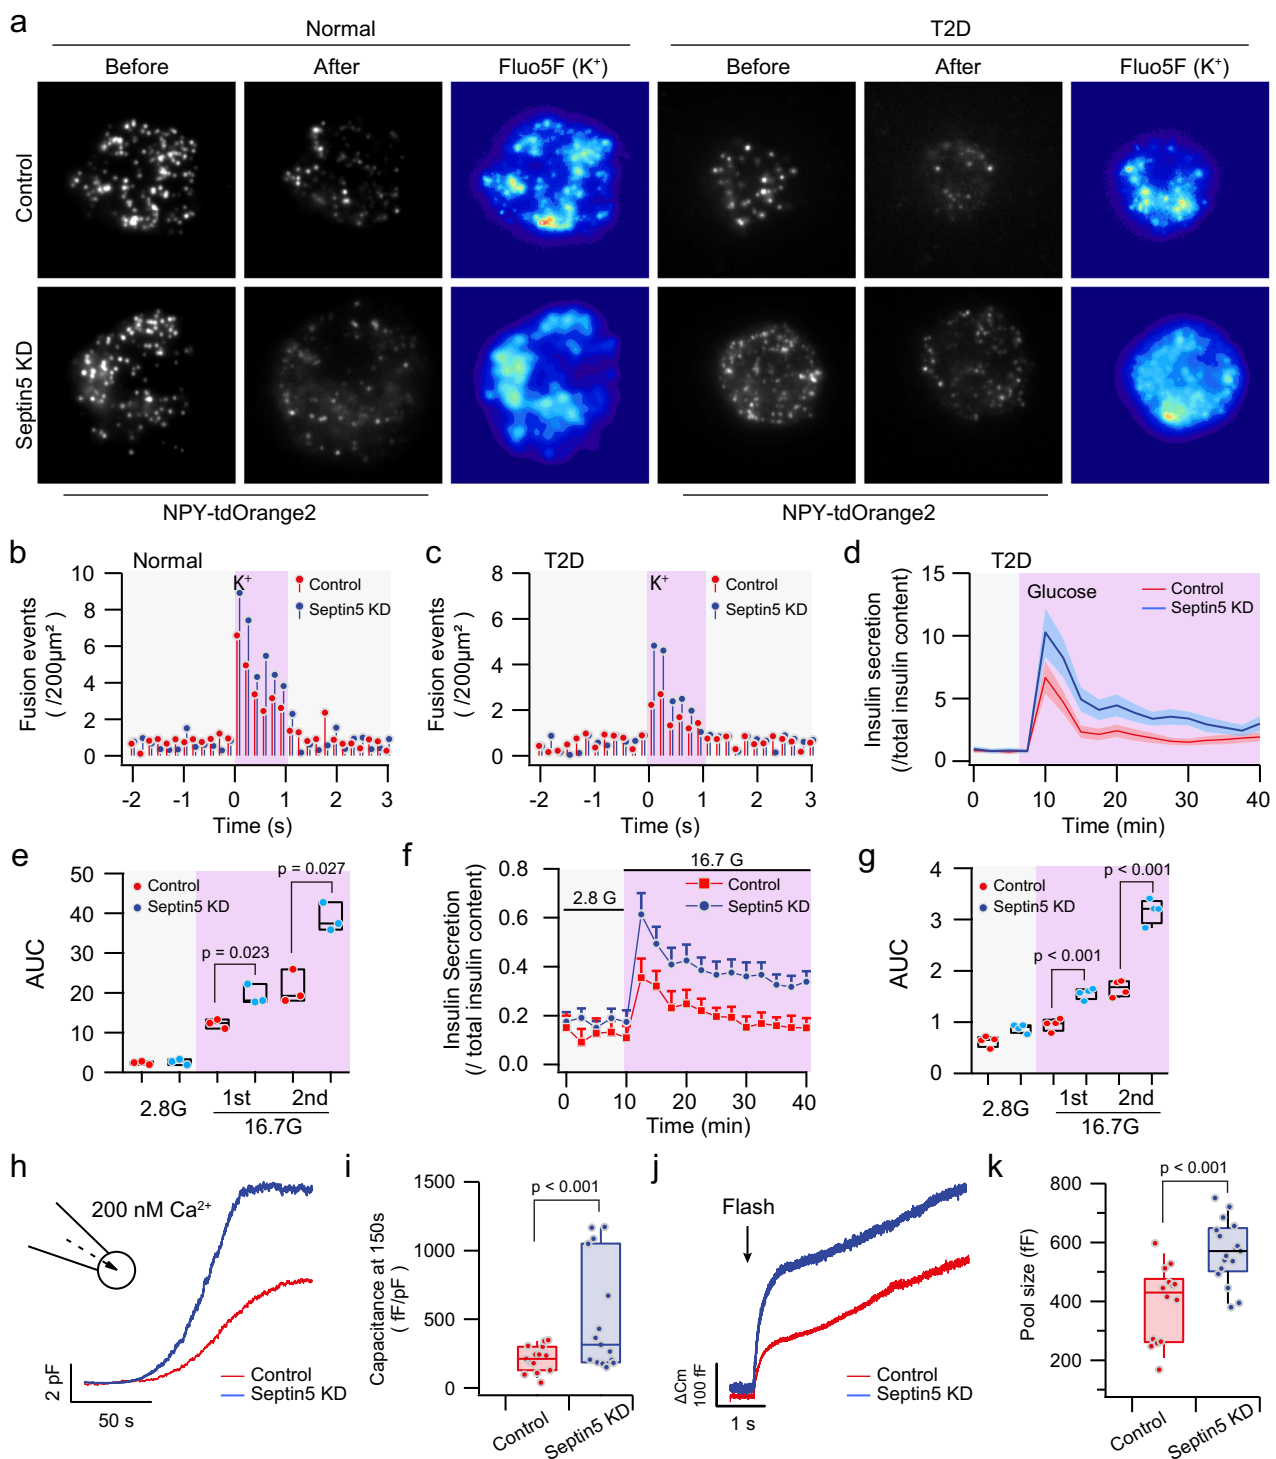 a
Normal
T2D
Before
After
Fluo5F (K⁺)
Before
After
Fluo5F (K⁺)
Control
Septin5 KD
NPY-tdOrange2
NPY-tdOrange2
b
Normal
K⁺
Control
Septin5 KD
Fusion events
( /200µm²)
10
8
6
4
2
0
-2
-1
0
1
2
3
Time (s)
c
T2D
K⁺
Control
Septin5 KD
Fusion events
( /200µm²)
8
6
4
2
0
-2
-1
0
1
2
3
Time (s)
d
T2D
Glucose
Control
Septin5 KD
Insulin secretion
(/total insulin content)
15
10
5
0
0
10
20
30
40
Time (min)
e
Control
Septin5 KD
p = 0.023
p = 0.027
AUC
50
40
30
20
10
0
2.8G
1st
2nd
16.7G
f
2.8 G
16.7 G
Control
Septin5 KD
Insulin Secretion
(/ total insulin content)
0.8
0.6
0.4
0.2
0.0
0
10
20
30
40
Time (min)
g
Control
Septin5 KD
p < 0.001
p < 0.001
AUC
4
3
2
1
0
2.8G
1st
2nd
16.7G
h
200 nM Ca²⁺
2 pF
50 s
Control
Septin5 KD
i
p < 0.001
Capacitance at 150s
( fF/pF)
1500
1000
500
0
Control
Septin5 KD
j
Flash
ΔCm
100 fF
1 s
Control
Septin5 KD
k
p < 0.001
Pool size (fF)
800
600
400
200
Control
Septin5 KD